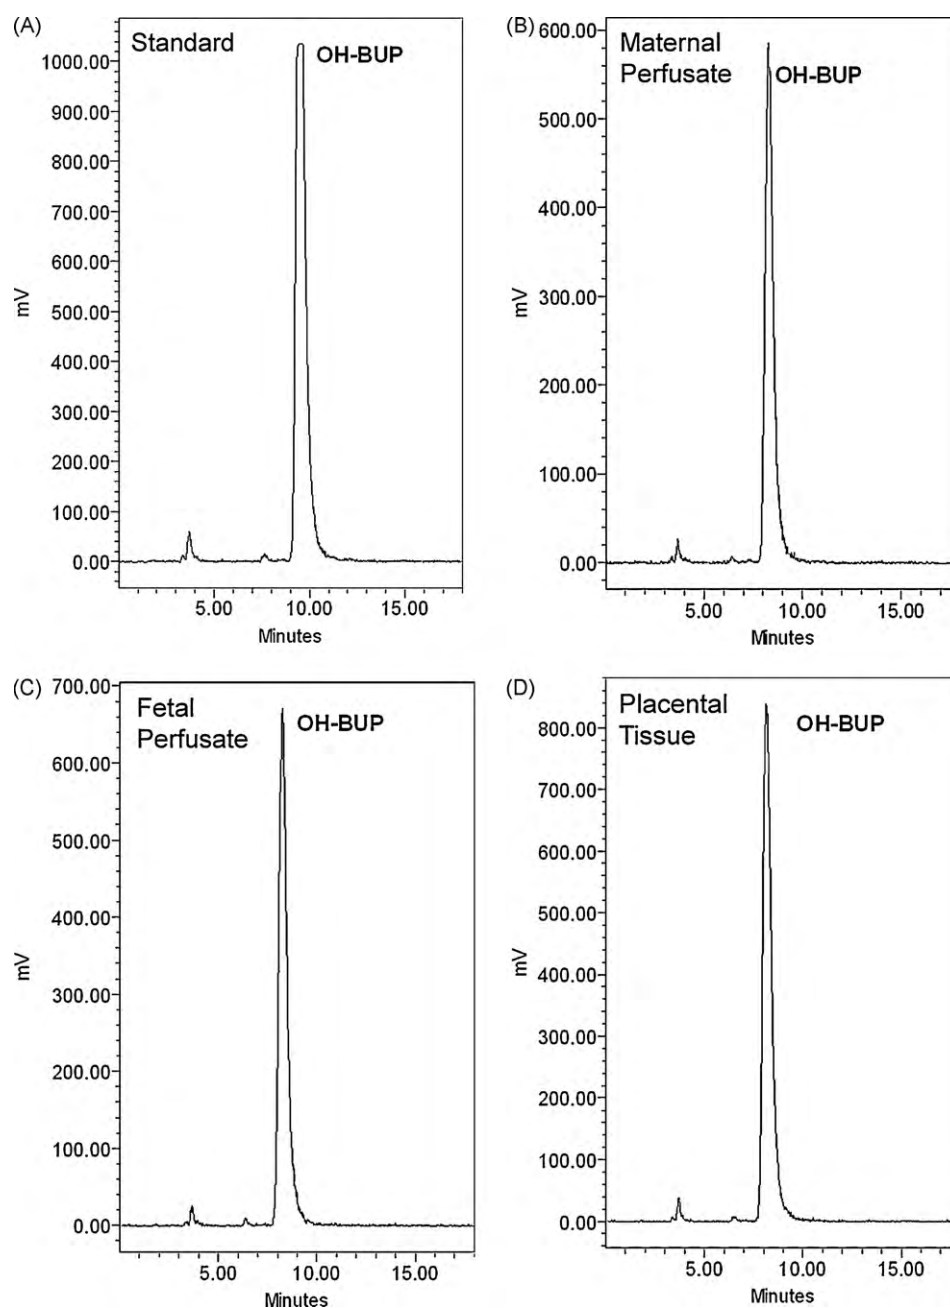 (A)
Standard
OH-BUP
1000.00
900.00
800.00
700.00
600.00
500.00
400.00
300.00
200.00
100.00
0.00
mV
5.00 10.00 15.00
Minutes
(B)
Maternal
Perfusate
OH-BUP
600.00
500.00
400.00
300.00
200.00
100.00
0.00
mV
5.00 10.00 15.00
Minutes
(C)
Fetal
Perfusate
OH-BUP
700.00
600.00
500.00
400.00
300.00
200.00
100.00
0.00
mV
5.00 10.00 15.00
Minutes
(D)
Placental
Tissue
OH-BUP
800.00
700.00
600.00
500.00
400.00
300.00
200.00
100.00
0.00
mV
5.00 10.00 15.00
Minutes